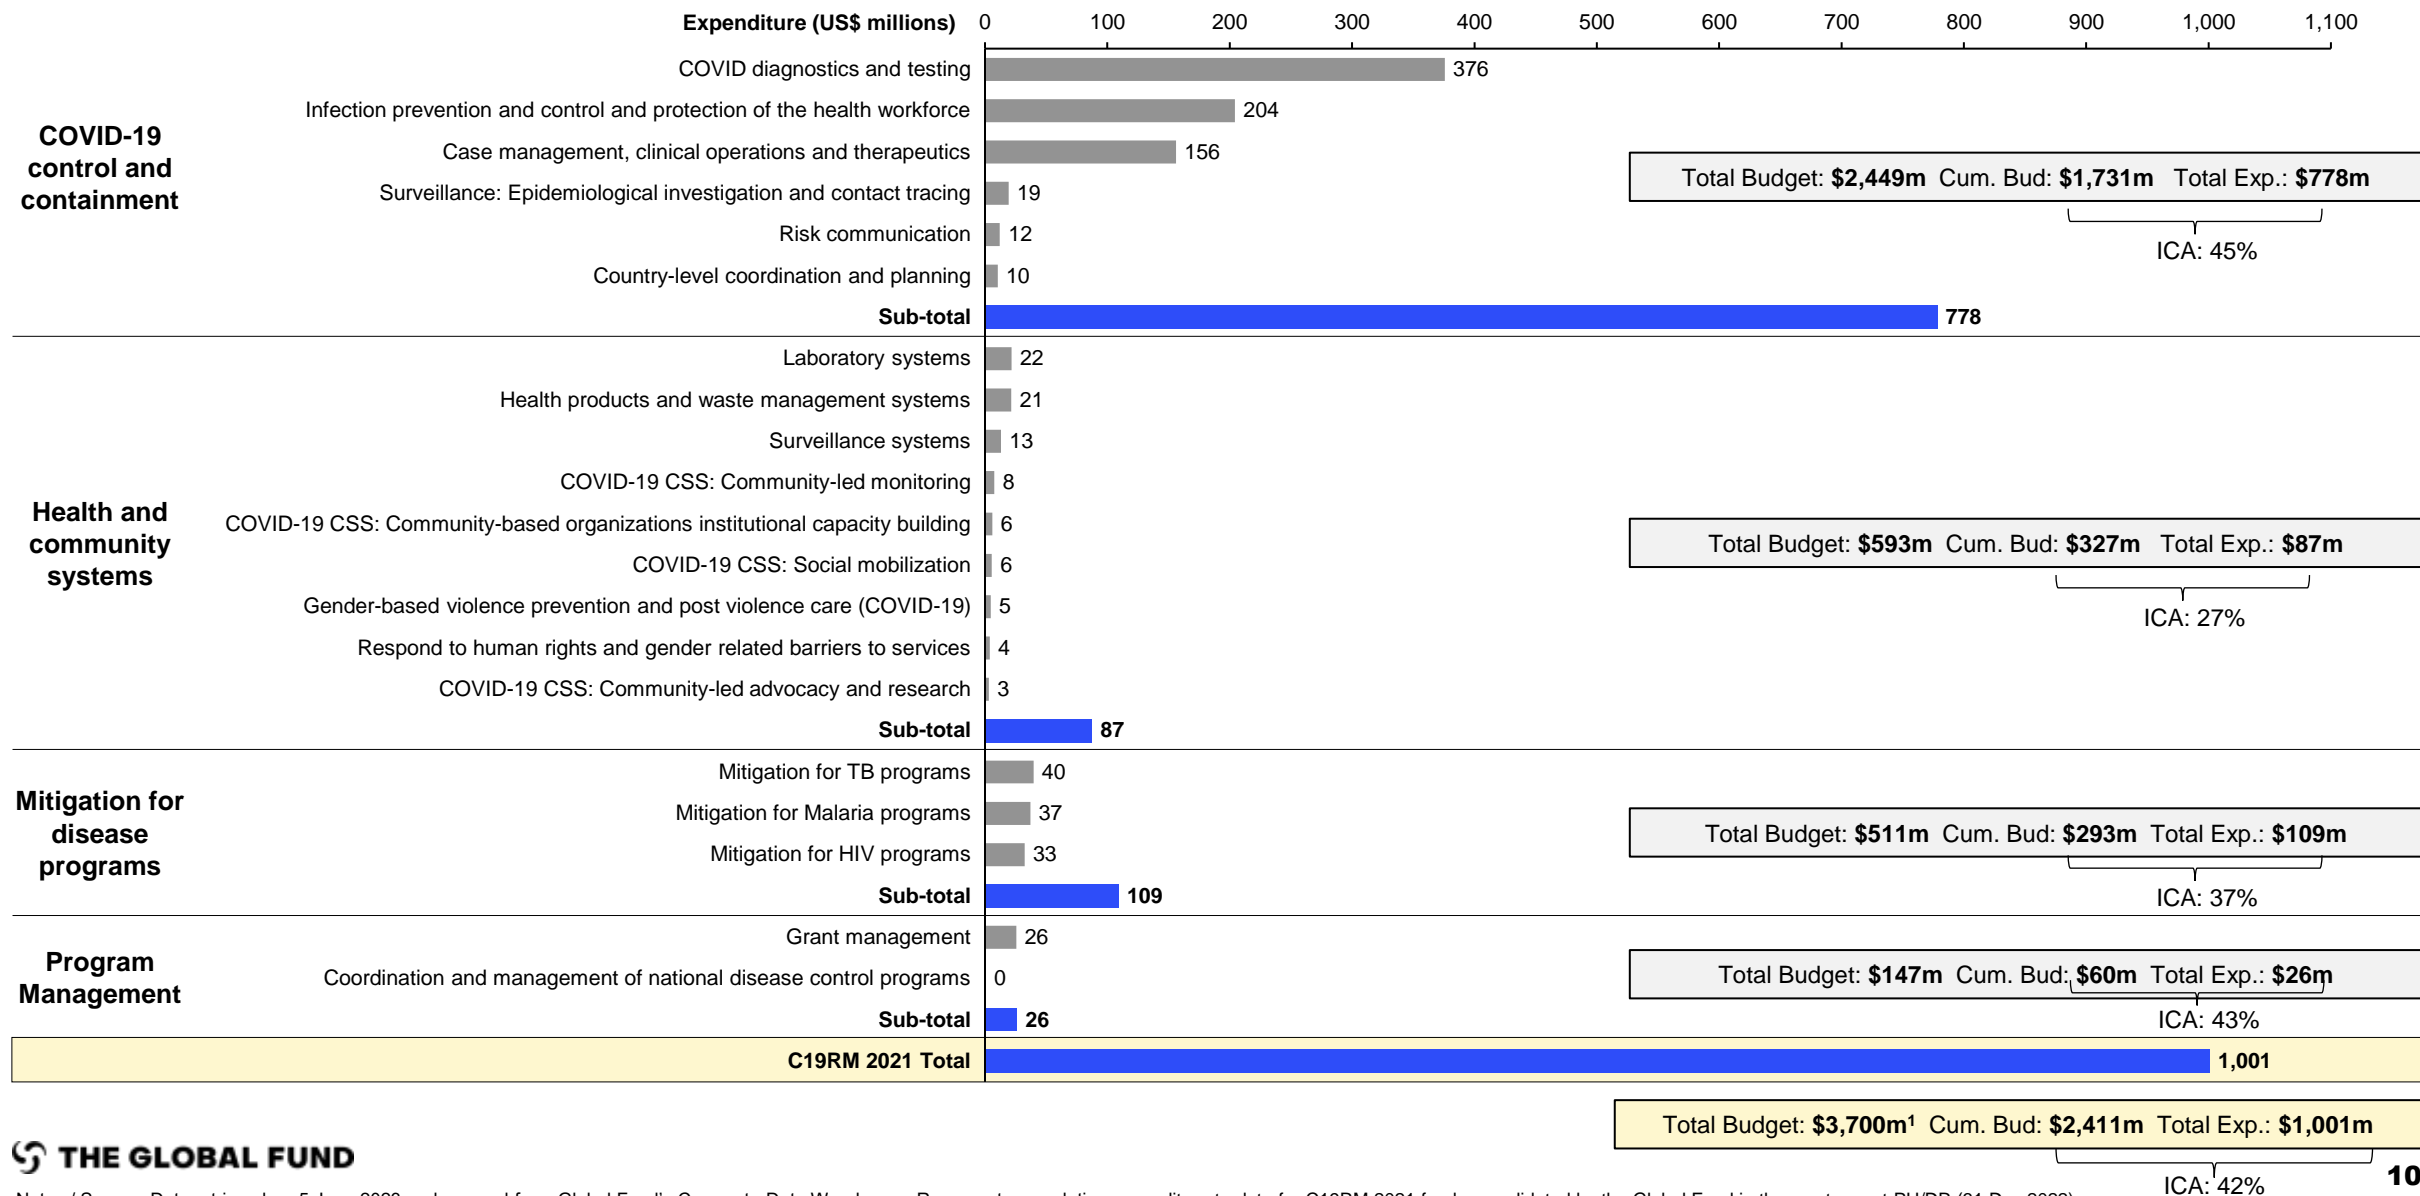 Expenditure (US$ millions) 0 100 200 300 400 500 600 700 800 900 1,000 1,100
COVID-19
control and
containment
COVID diagnostics and testing 376
Infection prevention and control and protection of the health workforce 204
Case management, clinical operations and therapeutics 156
Surveillance: Epidemiological investigation and contact tracing 19
Risk communication 12
Country-level coordination and planning 10
Sub-total 778
Total Budget: $2,449m Cum. Bud: $1,731m Total Exp.: $778m
ICA: 45%
Health and
community
systems
Laboratory systems 22
Health products and waste management systems 21
Surveillance systems 13
COVID-19 CSS: Community-led monitoring 8
COVID-19 CSS: Community-based organizations institutional capacity building 6
COVID-19 CSS: Social mobilization 6
Gender-based violence prevention and post violence care (COVID-19) 5
Respond to human rights and gender related barriers to services 4
COVID-19 CSS: Community-led advocacy and research 3
Sub-total 87
Total Budget: $593m Cum. Bud: $327m Total Exp.: $87m
ICA: 27%
Mitigation for
disease
programs
Mitigation for TB programs 40
Mitigation for Malaria programs 37
Mitigation for HIV programs 33
Sub-total 109
Total Budget: $511m Cum. Bud: $293m Total Exp.: $109m
ICA: 37%
Program
Management
Grant management 26
Coordination and management of national disease control programs 0
Sub-total 26
Total Budget: $147m Cum. Bud: $60m Total Exp.: $26m
ICA: 43%
C19RM 2021 Total 1,001
Total Budget: $3,700m¹ Cum. Bud: $2,411m Total Exp.: $1,001m
ICA: 42%
THE GLOBAL FUND
10